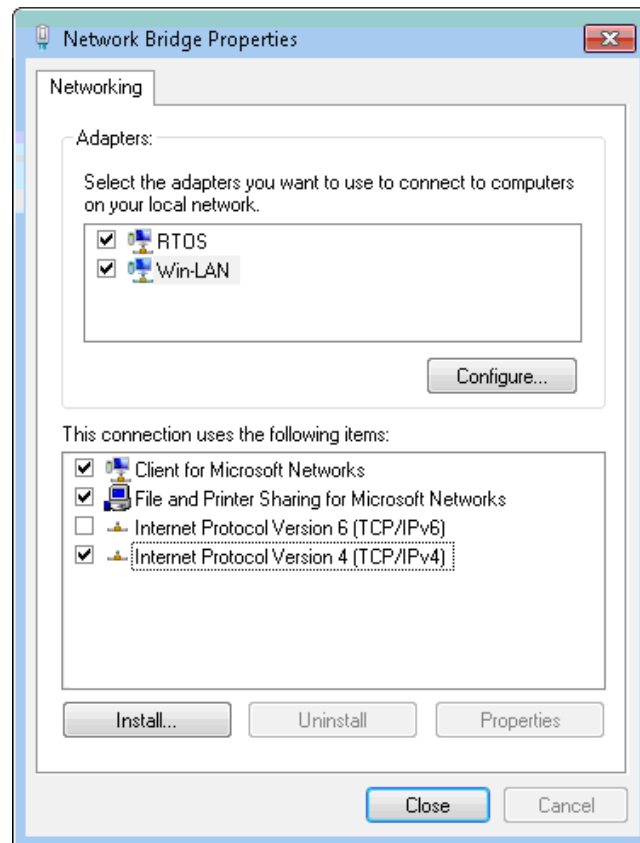 Network Bridge Properties
Networking
Adapters:
Select the adapters you want to use to connect to computers
on your local network.
RTOS
Win-LAN
Configure...
This connection uses the following items:
Client for Microsoft Networks
File and Printer Sharing for Microsoft Networks
Internet Protocol Version 6 (TCP/IPv6)
Internet Protocol Version 4 (TCP/IPv4)
Install...
Uninstall
Properties
Close
Cancel